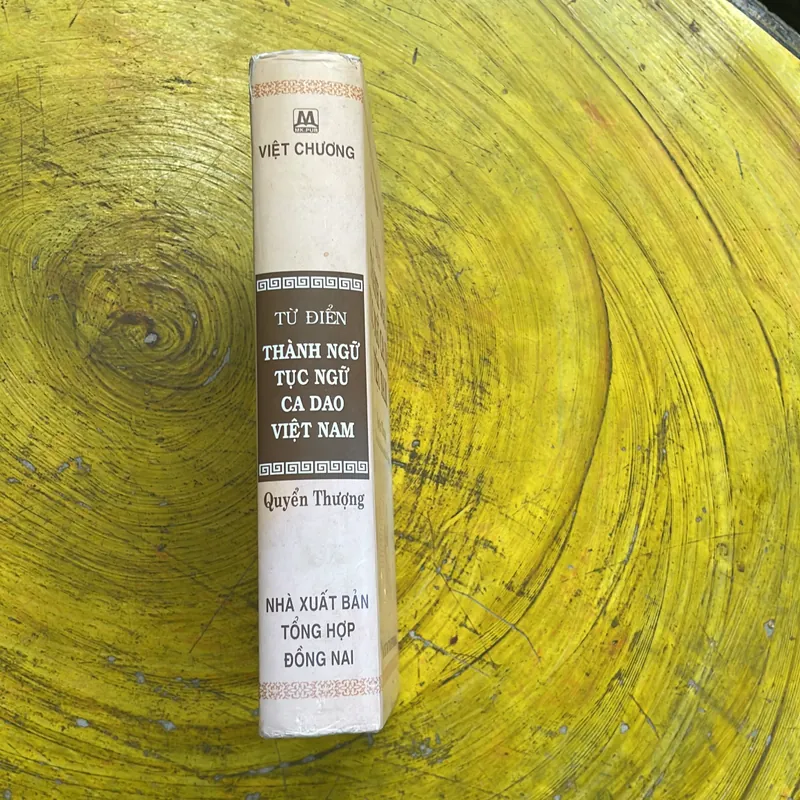 M
MK.PUB
VIỆT CHƯƠNG
TỪ ĐIỂN
THÀNH NGỮ
TỤC NGỮ
CA DAO
VIỆT NAM
Quyển Thượng
NHÀ XUẤT BẢN
TỔNG HỢP
ĐỒNG NAI